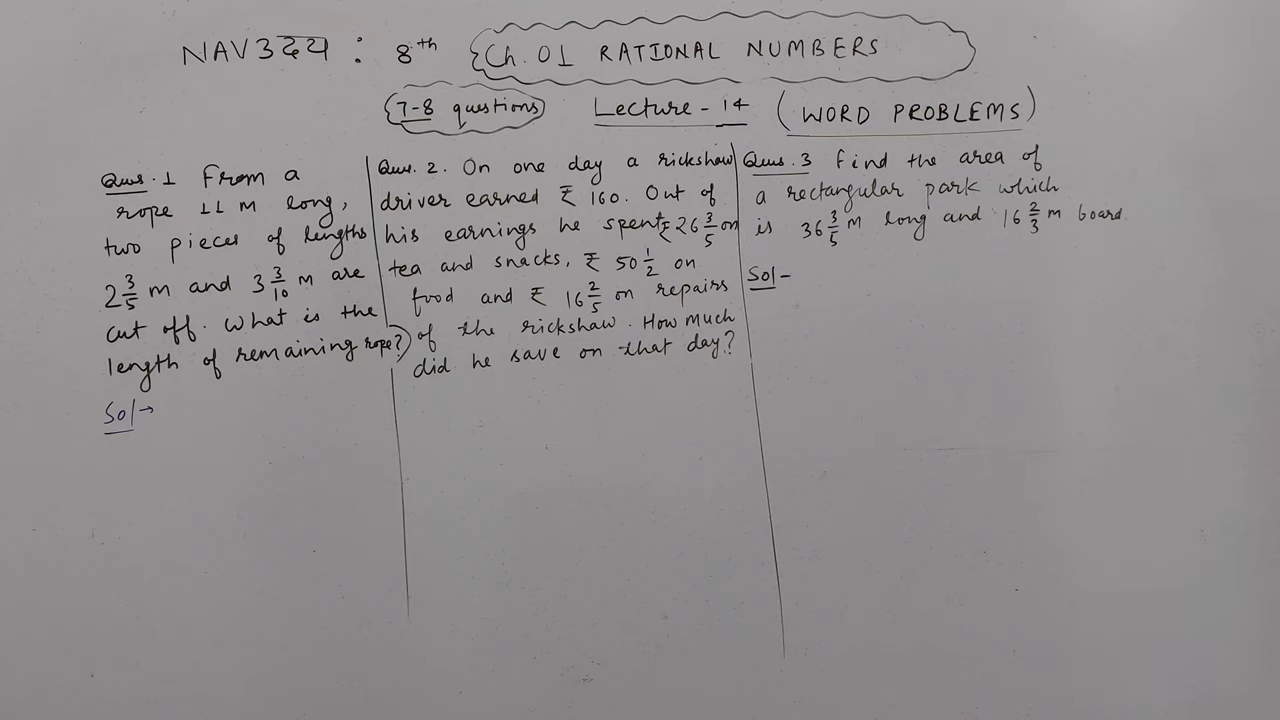 NAV344 : 8th Ch. 01 RATIONAL NUMBERS
7-8 questions Lecture - 14 (WORD PROBLEMS)
Ques. 1 From a
rope 11 m long,
two pieces of lengths
2 3/5 m and 3 3/10 m are
cut off. What is the
length of remaining rope?
Sol→
Ques. 2. On one day a rickshaw
driver earned ₹ 160. Out of
his earnings he spent ₹ 26 3/5 on
tea and snacks, ₹ 50 1/2 on
food and ₹ 16 2/5 on repairs
of the rickshaw. How much
did he save on that day?
Ques. 3 Find the area of
a rectangular park which
is 36 3/5 m long and 16 2/3 m board.
Sol-